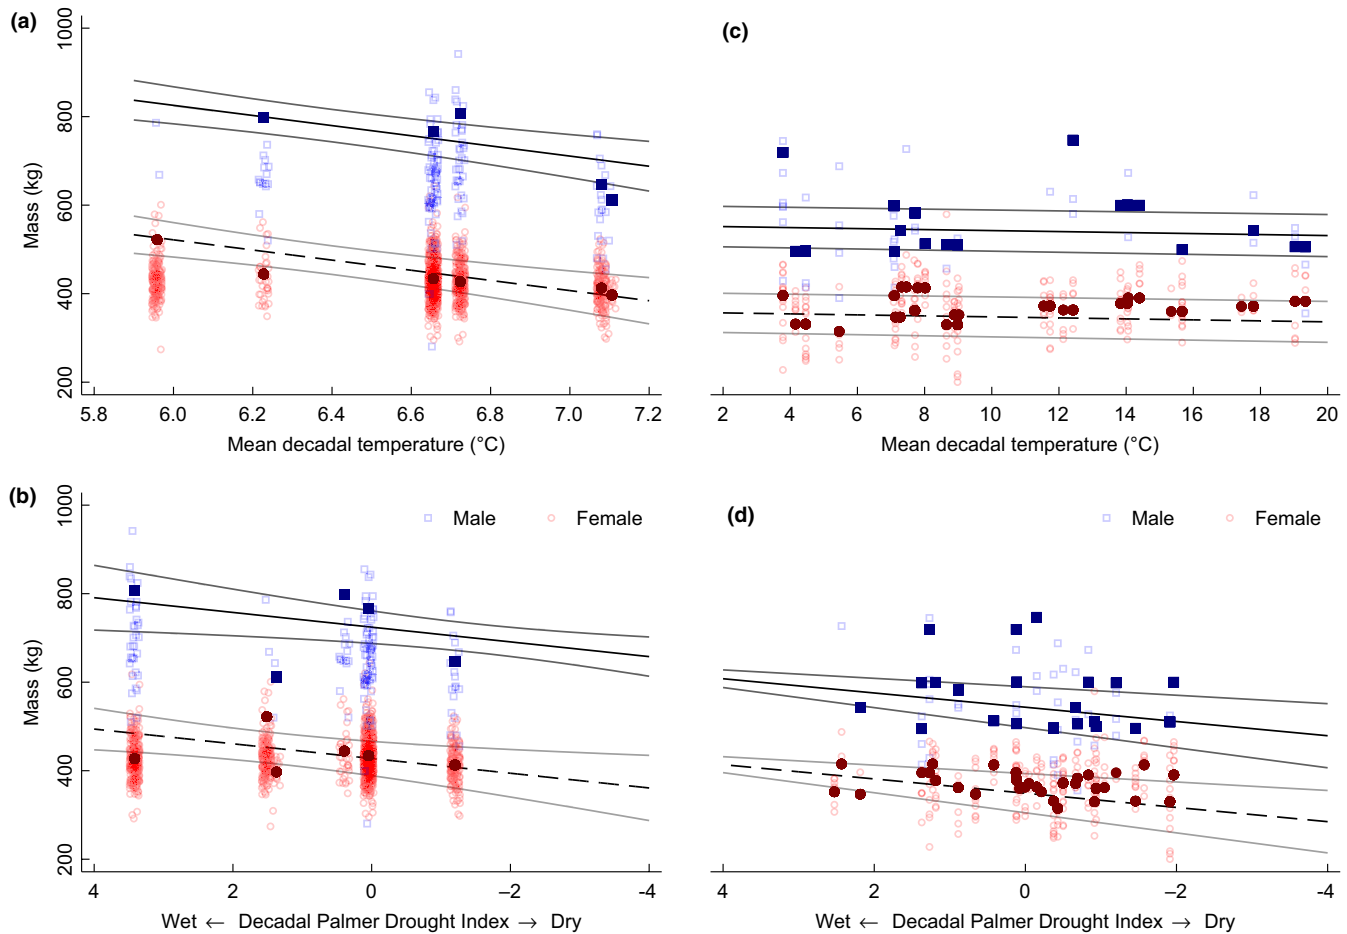 (a)
1000
800
600
400
200
Mass (kg)
5.8 6.0 6.2 6.4 6.6 6.8 7.0 7.2
Mean decadal temperature (°C)
(c)
2 4 6 8 10 12 14 16 18 20
Mean decadal temperature (°C)
(b)
Male Female
1000
800
600
400
200
Mass (kg)
4 2 0 –2 -4
Wet ← Decadal Palmer Drought Index → Dry
(d)
Male Female
4 2 0 –2 –4
Wet ← Decadal Palmer Drought Index → Dry